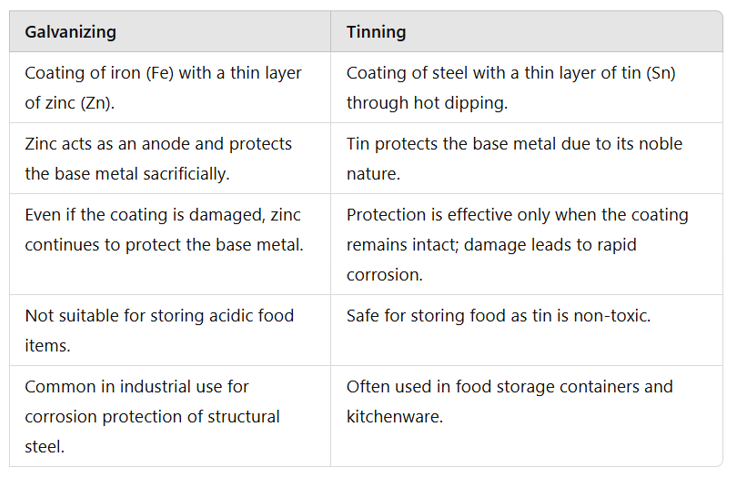 Galvanizing
Tinning
Coating of iron (Fe) with a thin layer
of zinc (Zn).
Coating of steel with a thin layer of tin (Sn)
through hot dipping.
Zinc acts as an anode and protects
the base metal sacrificially.
Tin protects the base metal due to its noble
nature.
Even if the coating is damaged, zinc
continues to protect the base metal.
Protection is effective only when the coating
remains intact; damage leads to rapid
corrosion.
Not suitable for storing acidic food
items.
Safe for storing food as tin is non-toxic.
Common in industrial use for
corrosion protection of structural
steel.
Often used in food storage containers and
kitchenware.